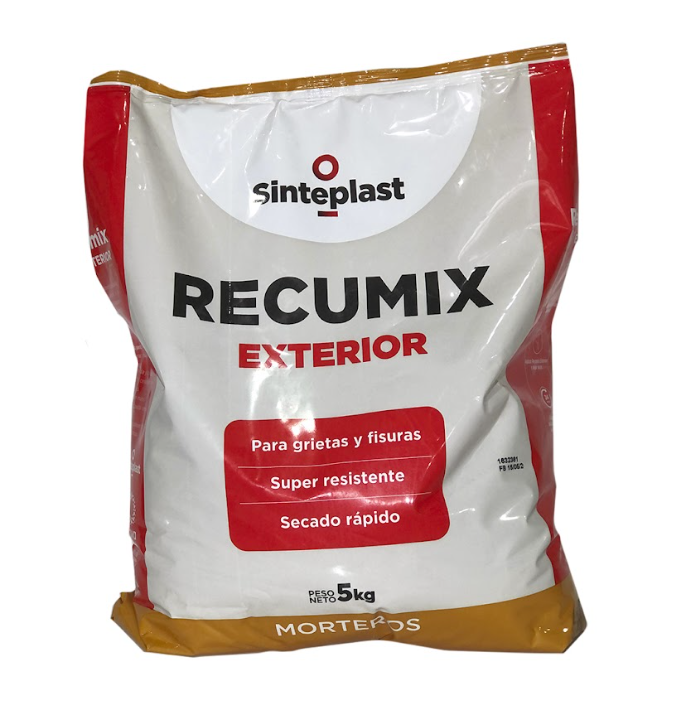 Sinteplast
RECUMIX
EXTERIOR
Para grietas y fisuras
Super resistente
Secado rápido
PESO
NETO 5kg
MORTEROS